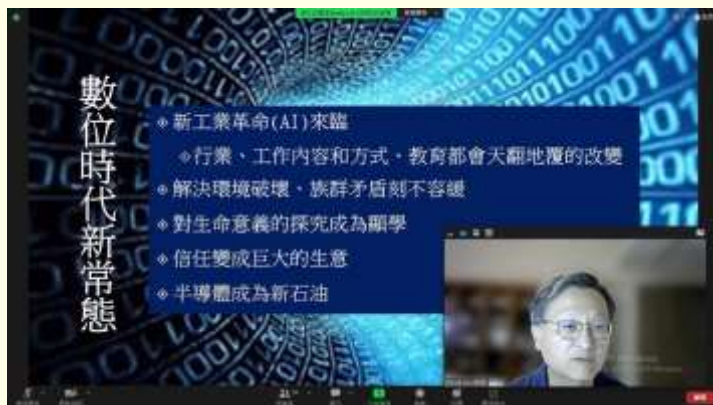 數位時代新常態
新工業革命(AI)來臨
行業、工作內容和方式。教育都會天翻地覆的改變
解決環境破壞、族群矛盾刻不容緩
對生命意義的探究成為顯學
信任變成巨大的生意
半導體成為新石油